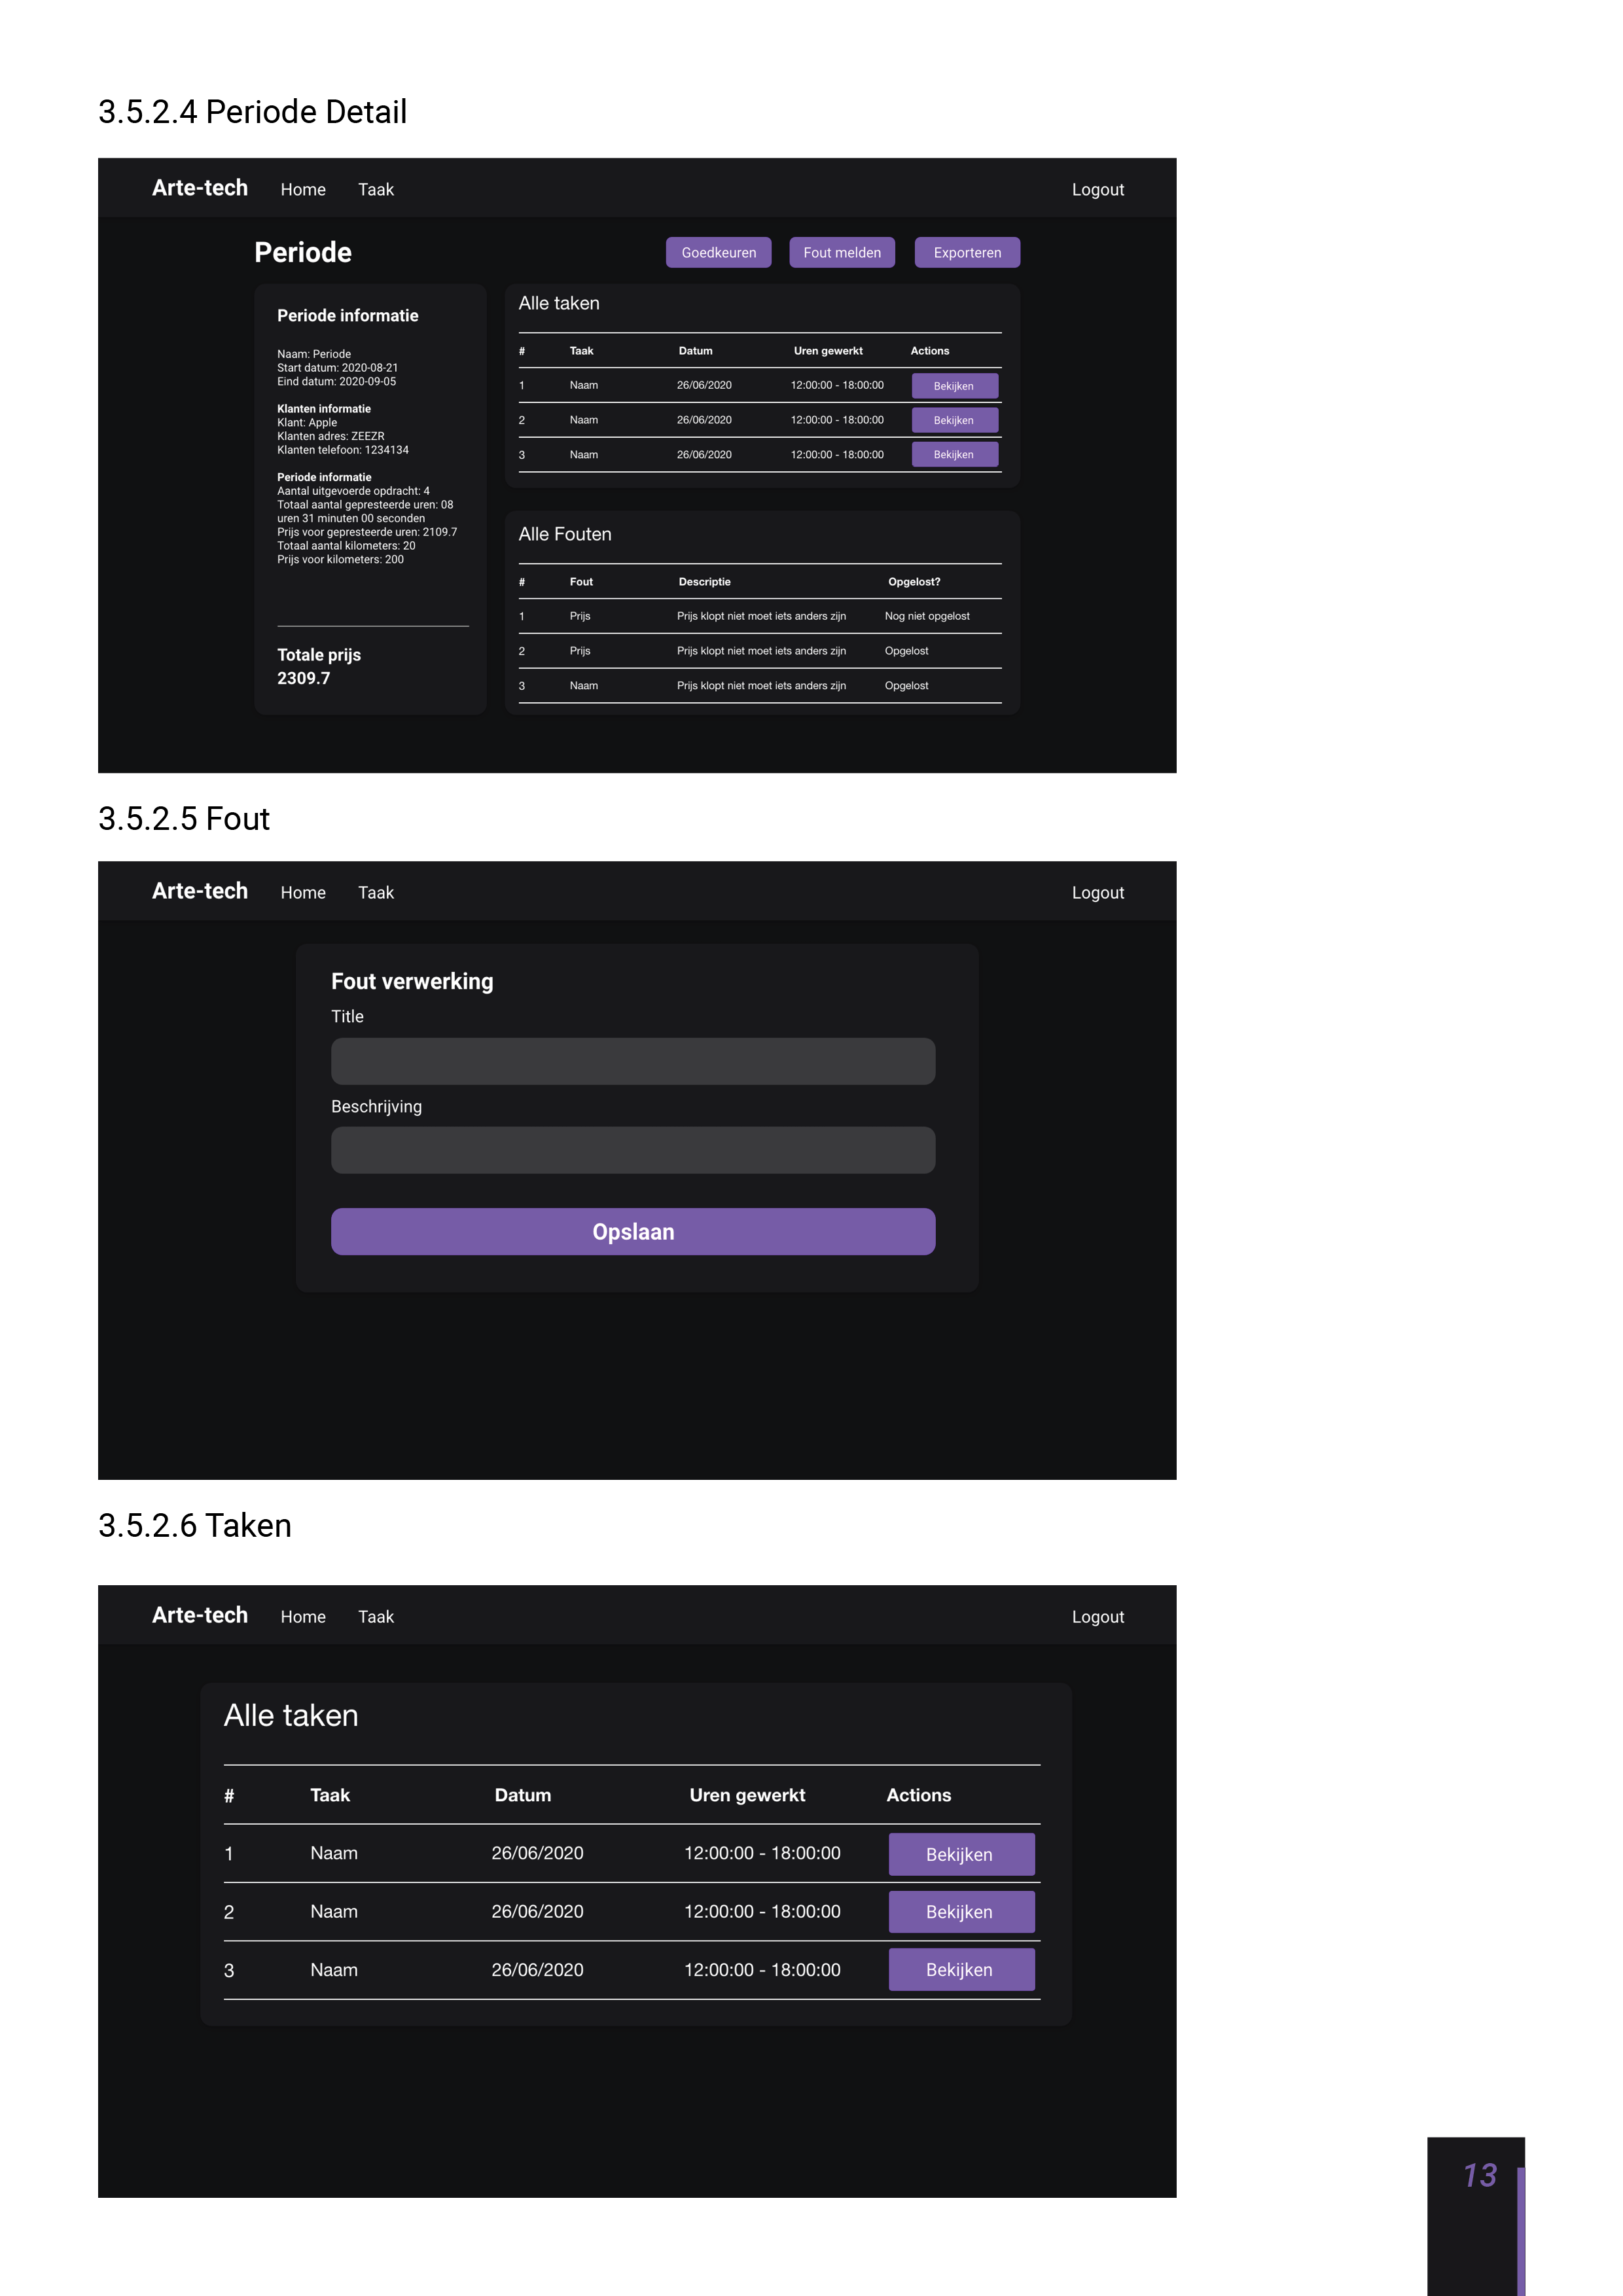 3.5.2.4 Periode Detail
Arte-tech Home Taak Logout
Periode Goedkeuren Fout melden Exporteren
Periode informatie
Naam: Periode
Start datum: 2020-08-21
Eind datum: 2020-09-05
Klanten informatie
Klant: Apple
Klanten adres: ZEEZR
Klanten telefoon: 1234134
Periode informatie
Aantal uitgevoerde opdracht: 4
Totaal aantal gepresteerde uren: 08
uren 31 minuten 00 seconden
Prijs voor gepresteerde uren: 2109.7
Totaal aantal kilometers: 20
Prijs voor kilometers: 200
Totale prijs
2309.7
Alle taken
# Taak Datum Uren gewerkt Actions
1 Naam 26/06/2020 12:00:00 - 18:00:00 Bekijken
2 Naam 26/06/2020 12:00:00 - 18:00:00 Bekijken
3 Naam 26/06/2020 12:00:00 - 18:00:00 Bekijken
Alle Fouten
# Fout Descriptie Opgelost?
1 Prijs Prijs klopt niet moet iets anders zijn Nog niet opgelost
2 Prijs Prijs klopt niet moet iets anders zijn Opgelost
3 Naam Prijs klopt niet moet iets anders zijn Opgelost
3.5.2.5 Fout
Arte-tech Home Taak Logout
Fout verwerking
Title
Beschrijving
Opslaan
3.5.2.6 Taken
Arte-tech Home Taak Logout
Alle taken
# Taak Datum Uren gewerkt Actions
1 Naam 26/06/2020 12:00:00 - 18:00:00 Bekijken
2 Naam 26/06/2020 12:00:00 - 18:00:00 Bekijken
3 Naam 26/06/2020 12:00:00 - 18:00:00 Bekijken
13